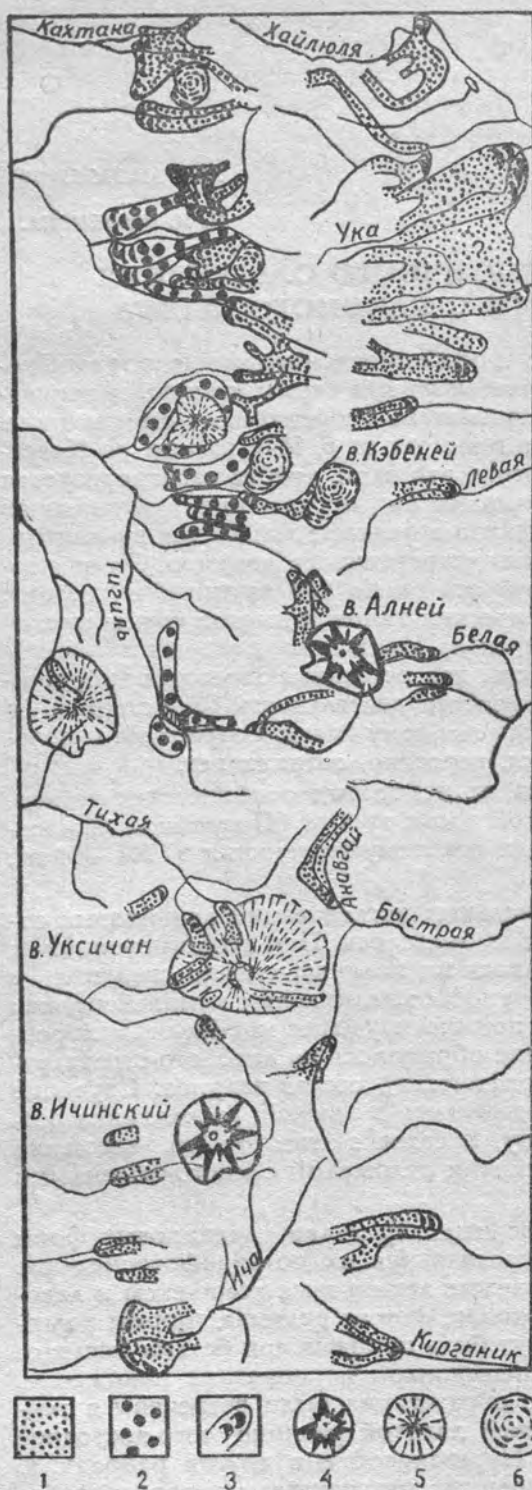 Кахтана
Хайлюля
Ука
?
в. Кэбеней
Левая
Тигиль
в. Алней
Белая
Тихая
Анавгай
Быстрая
в. Уксичан
в. Ичинский
Ича
Кирганик
1 2 3 4 5 6